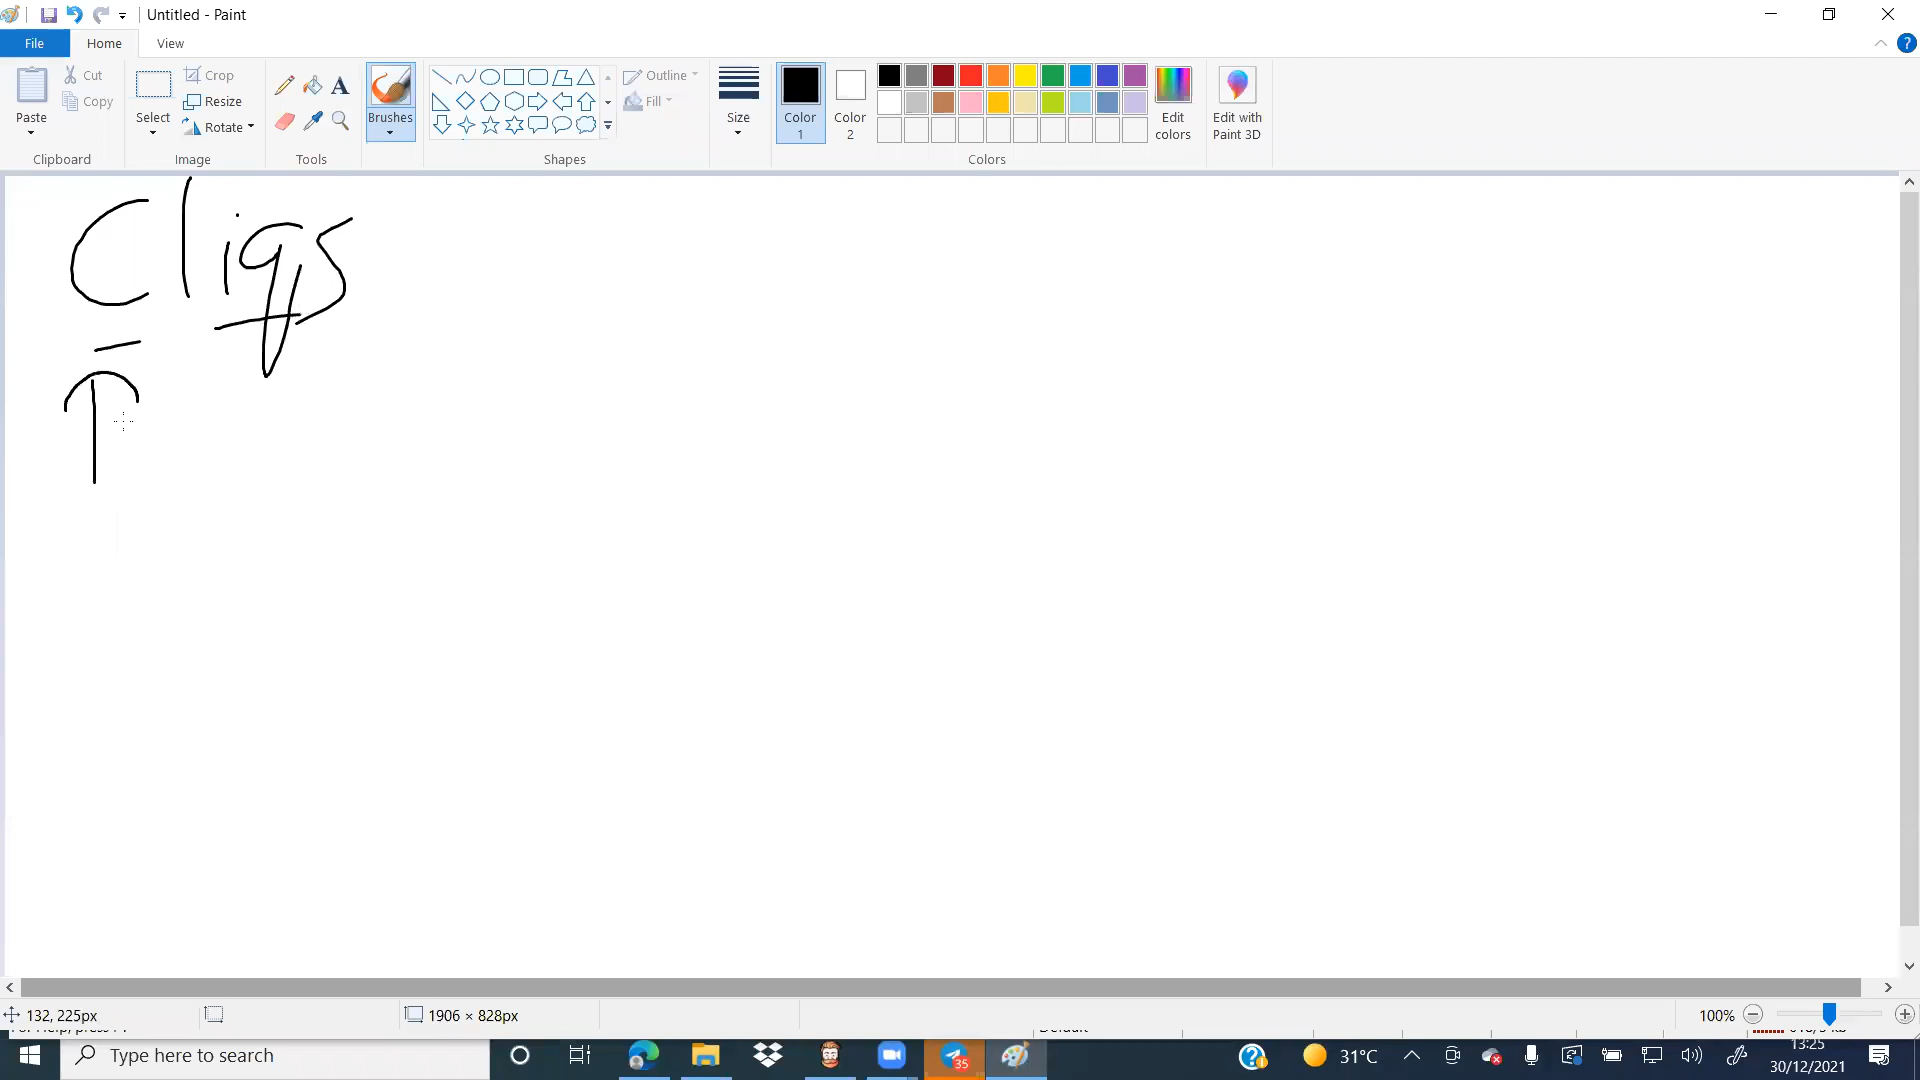 Untitled - Paint
File Home View
Paste
Cut
Copy
Clipboard
Select
Crop
Resize
Rotate
Image
A
Tools
Brushes
Shapes
Outline
Fill
Size
Color 1
Color 2
Colors
Edit colors
Edit with Paint 3D
Cligs
132, 225px
1906 × 828px
100%
Default
Type here to search
35
31°C
13:25
30/12/2021